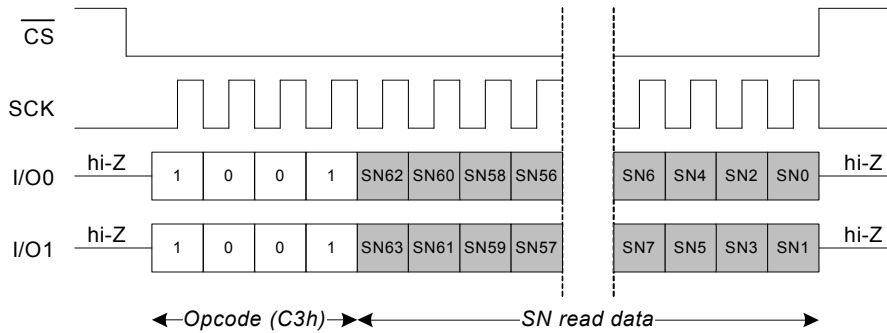 CS
SCK
hi-Z 1 0 0 1 SN62 SN60 SN58 SN56 SN6 SN4 SN2 SN0 hi-Z
I/O0
hi-Z 1 0 0 1 SN63 SN61 SN59 SN57 SN7 SN5 SN3 SN1 hi-Z
I/O1
Opcode (C3h) SN read data